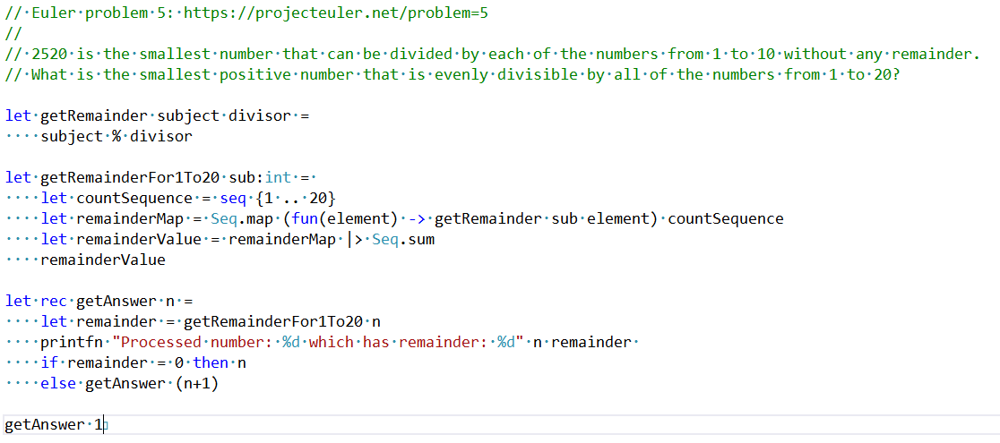 // Euler problem 5: https://projecteuler.net/problem=5
//
// 2520 is the smallest number that can be divided by each of the numbers from 1 to 10 without any remainder.
// What is the smallest positive number that is evenly divisible by all of the numbers from 1 to 20?

let getRemainder subject divisor =
    subject % divisor

let getRemainderFor1To20 sub:int =
    let countSequence = seq {1 .. 20}
    let remainderMap = Seq.map (fun(element) -> getRemainder sub element) countSequence
    let remainderValue = remainderMap |> Seq.sum
    remainderValue

let rec getAnswer n =
    let remainder = getRemainderFor1To20 n
    printfn "Processed number: %d which has remainder: %d" n remainder
    if remainder = 0 then n
    else getAnswer (n+1)

getAnswer 1